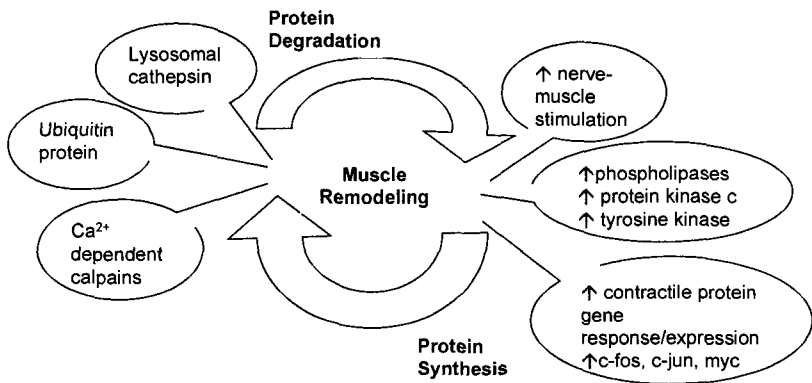 Protein
Degradation
Lysosomal
cathepsin
Ubiquitin
protein
Ca²⁺
dependent
calpains
Muscle
Remodeling
↑ nerve-
muscle
stimulation
↑phospholipases
↑ protein kinase c
↑ tyrosine kinase
↑ contractile protein
gene
response/expression
↑c-fos, c-jun, myc
Protein
Synthesis